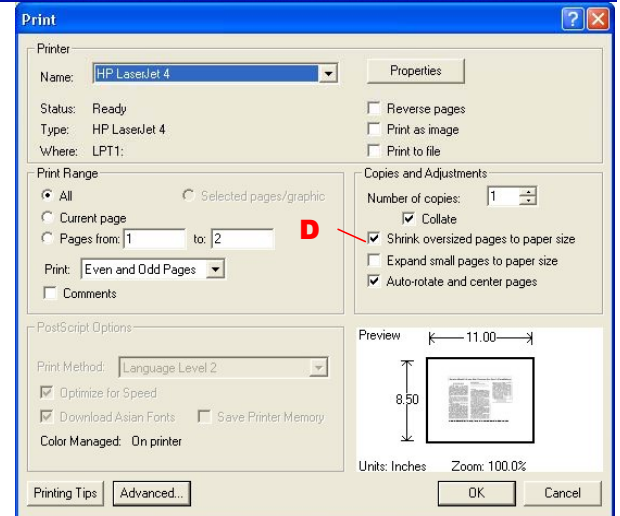 Print
Printer
Name: HP LaserJet 4
Properties
Status: Ready
Type: HP LaserJet 4
Where: LPT1:
Reverse pages
Print as image
Print to file
Print Range
All
Selected pages/graphic
Current page
Pages from: 1 to: 2
Print: Even and Odd Pages
Comments
D
Copies and Adjustments
Number of copies: 1
Collate
Shrink oversized pages to paper size
Expand small pages to paper size
Auto-rotate and center pages
PostScript Options
Print Method: Language Level 2
Optimize for Speed
Download Asian Fonts
Save Printer Memory
Color Managed: On printer
Preview
11.00
8.50
Units: Inches Zoom: 100.0%
Printing Tips
Advanced...
OK
Cancel